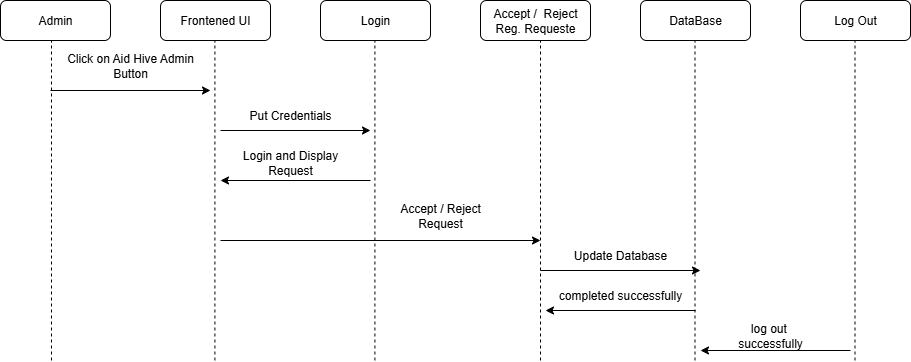 Admin
Frontened UI
Login
Accept /  Reject
Reg. Requeste
DataBase
Log Out
Click on Aid Hive Admin
Button
Put Credentials
Login and Display
Request
Accept / Reject
Request
Update Database
completed successfully
log out
successfully